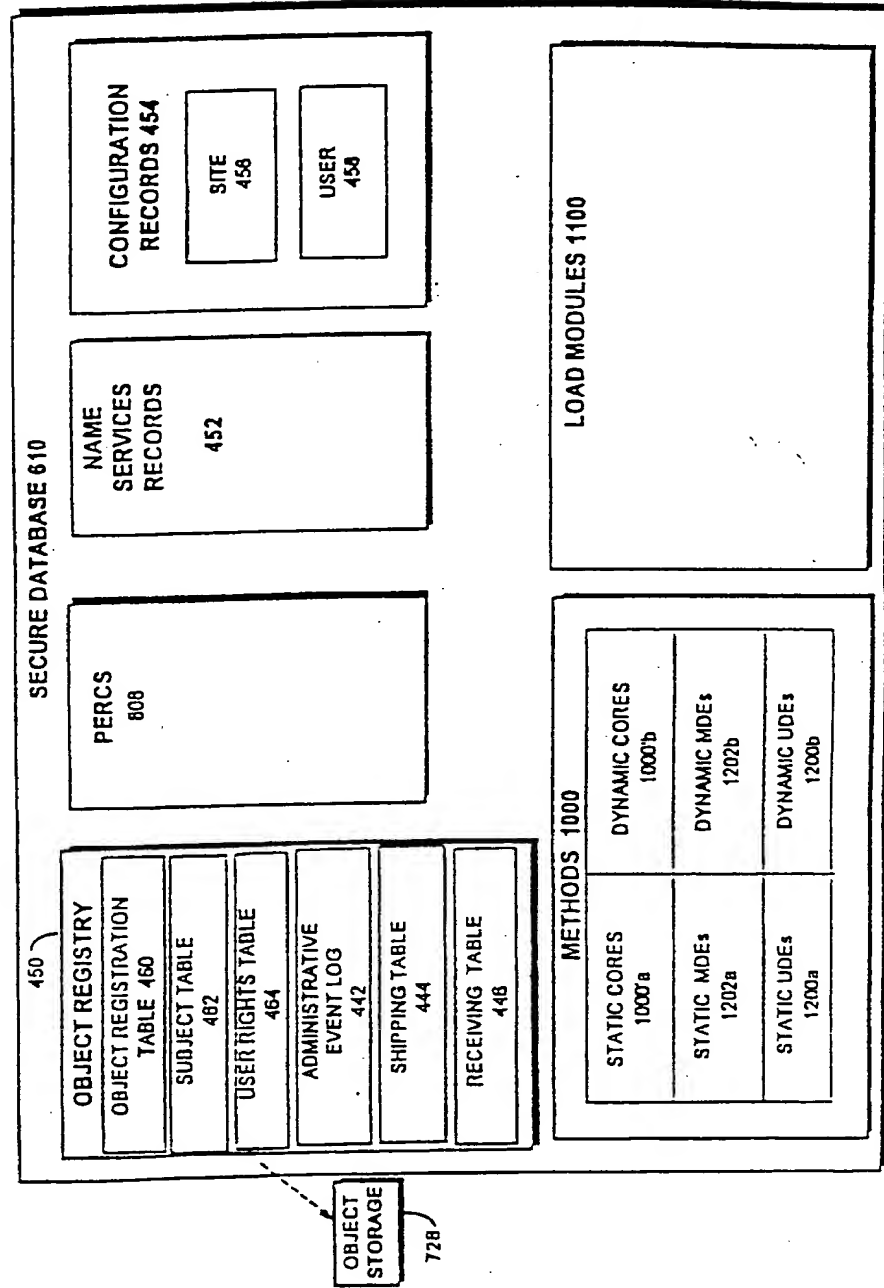 SECURE DATABASE 610
450
OBJECT REGISTRY
OBJECT REGISTRATION
TABLE 460
SUBJECT TABLE
462
USER RIGHTS TABLE
464
ADMINISTRATIVE
EVENT LOG
442
SHIPPING TABLE
444
RECEIVING TABLE
446
OBJECT
STORAGE
728
PERCS
808
NAME
SERVICES
RECORDS
452
CONFIGURATION
RECORDS 454
SITE
456
USER
458
METHODS 1000
STATIC CORES
1000'a
DYNAMIC CORES
1000'b
STATIC MDEs
1202a
DYNAMIC MDEs
1202b
STATIC UDEs
1200a
DYNAMIC UDEs
1200b
LOAD MODULES 1100